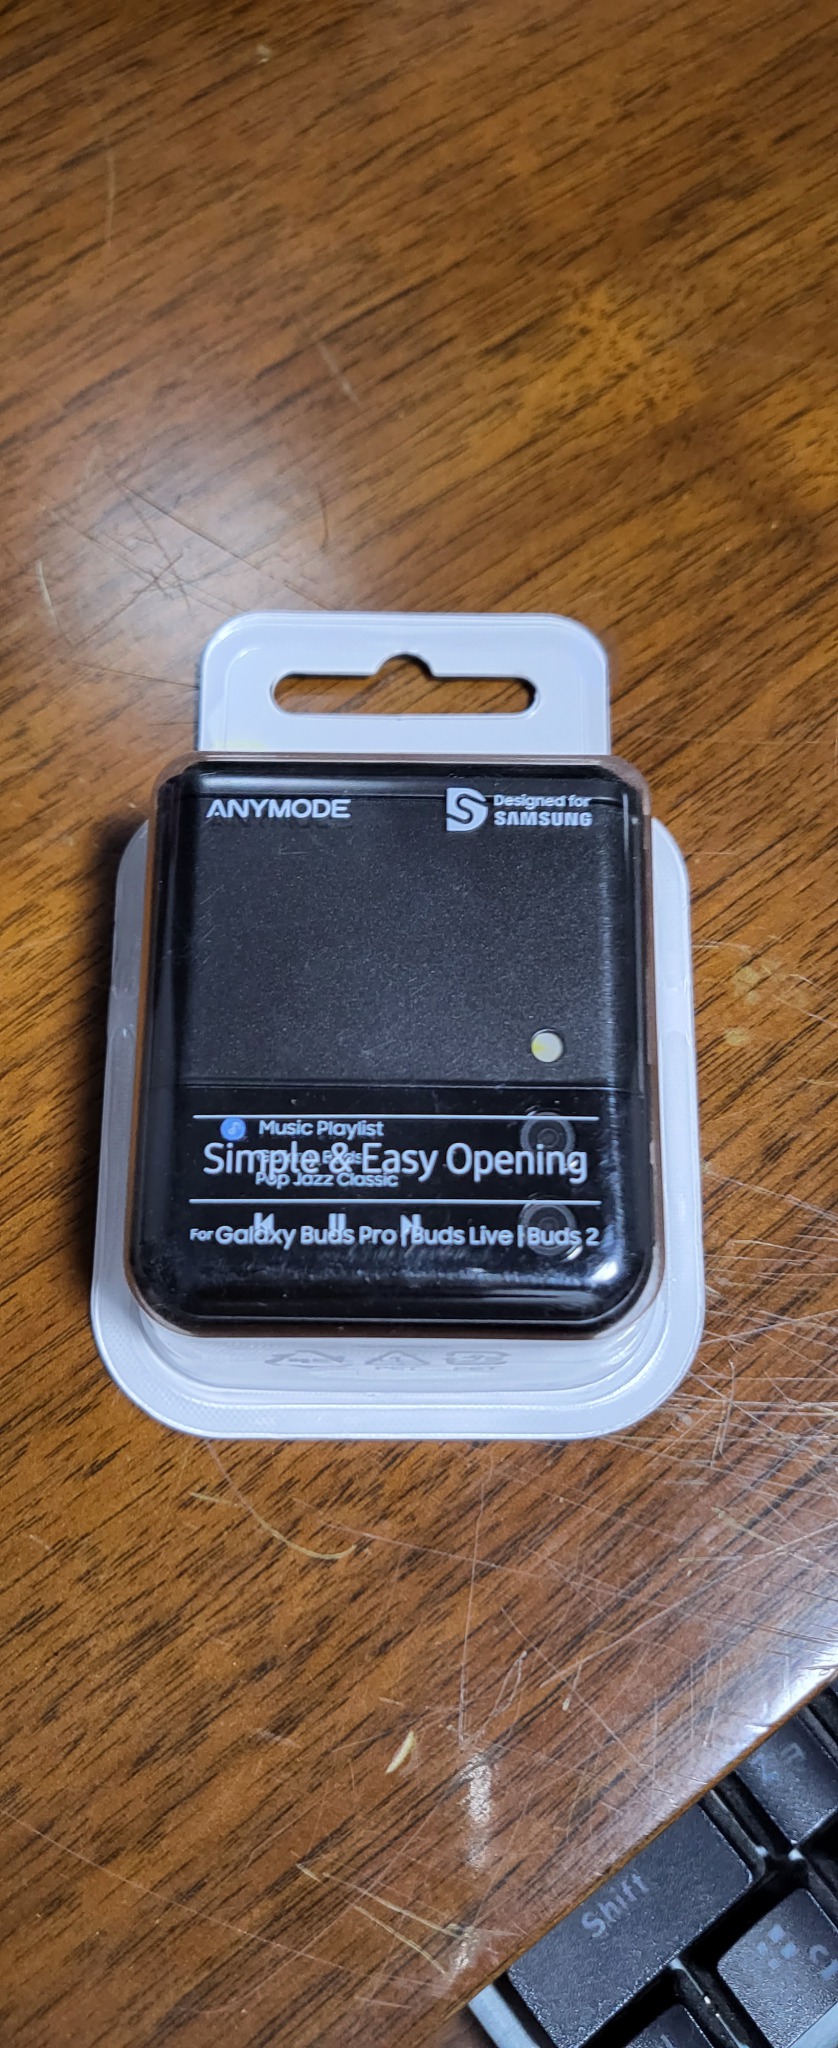 ANYMODE
Designed for
SAMSUNG
Music Playlist
Simple & Easy Opening
Pop Jazz Classic
For Galaxy Buds Pro | Buds Live | Buds 2
Shift